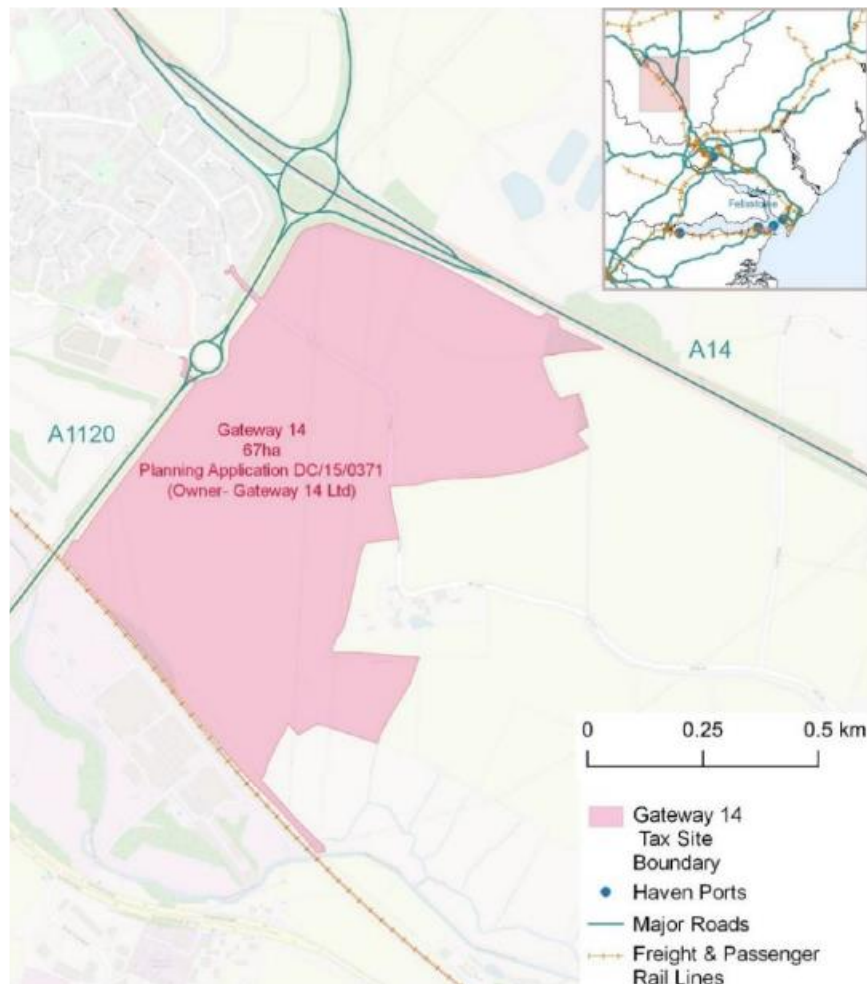 Felixstowe
A14
A1120
Gateway 14
67ha
Planning Application DC/15/0371
(Owner- Gateway 14 Ltd)
0 0.25 0.5 km
Gateway 14
Tax Site
Boundary
Haven Ports
Major Roads
Freight & Passenger
Rail Lines